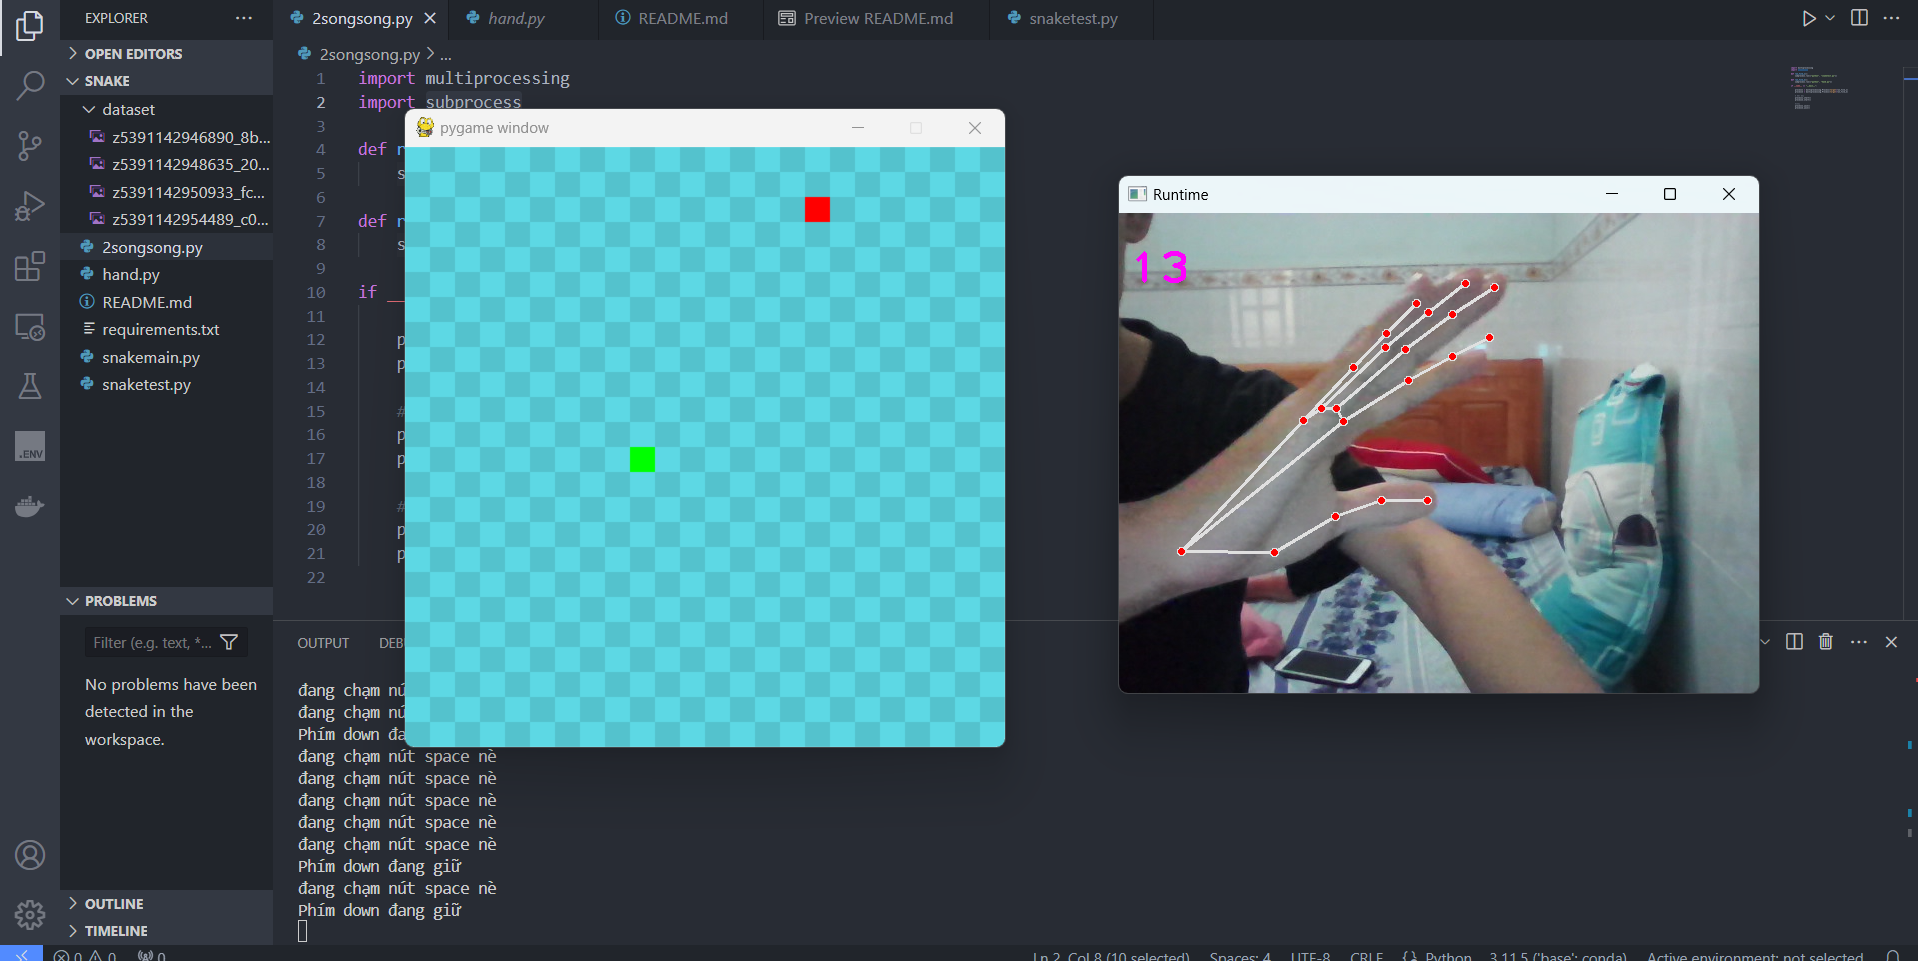 EXPLORER
2songsong.py
hand.py
README.md
Preview README.md
snaketest.py
OPEN EDITORS
SNAKE
dataset
z5391142946890_8b...
z5391142948635_20...
z5391142950933_fc...
z5391142954489_c0...
2songsong.py
hand.py
README.md
requirements.txt
snakemain.py
snaketest.py
.ENV
PROBLEMS
Filter (e.g. text, *...
No problems have been
detected in the
workspace.
OUTLINE
TIMELINE
2songsong.py > ...
1 import multiprocessing
2 import subprocess
3
4 def
5 s
6
7 def
8 s
9
10 if __
11
12 p
13 p
14
15 #
16 p
17 p
18
19 #
20 p
21 p
22
pygame window
Runtime
13
OUTPUT
đang chạm nú
đang chạm nú
Phím down đa
đang chạm nút space nè
đang chạm nút space nè
đang chạm nút space nè
đang chạm nút space nè
đang chạm nút space nè
Phím down đang giữ
đang chạm nút space nè
Phím down đang giữ
0 0 0
Ln 2, Col 8 (10 selected) Spaces: 4 UTF-8 CRLF Python 3.11.5 ('base': conda) Active environment: not selected